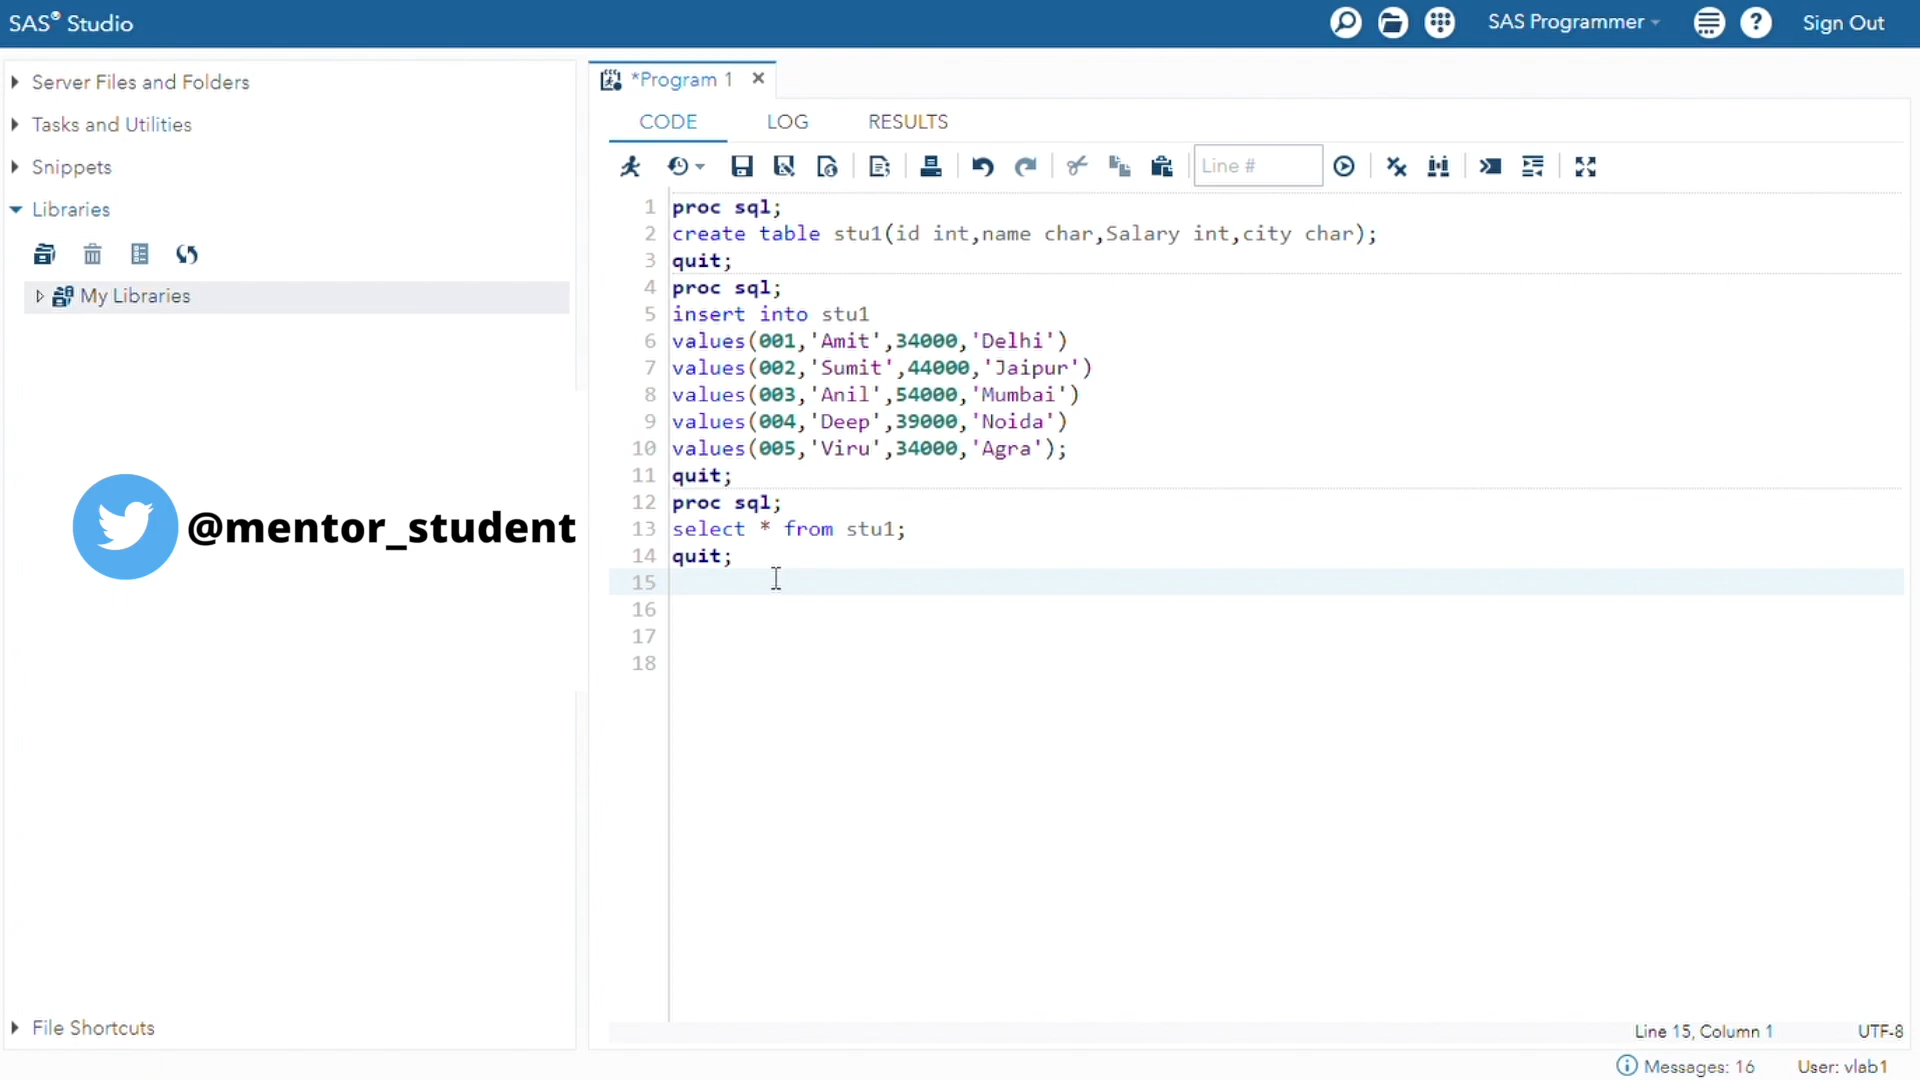 SAS® Studio
SAS Programmer
Sign Out
Server Files and Folders
Tasks and Utilities
Snippets
Libraries
My Libraries
@mentor_student
File Shortcuts
*Program 1
CODE LOG RESULTS
Line #
1 proc sql;
2 create table stu1(id int,name char,Salary int,city char);
3 quit;
4 proc sql;
5 insert into stu1
6 values(001,'Amit',34000,'Delhi')
7 values(002,'Sumit',44000,'Jaipur')
8 values(003,'Anil',54000,'Mumbai')
9 values(004,'Deep',39000,'Noida')
10 values(005,'Viru',34000,'Agra');
11 quit;
12 proc sql;
13 select * from stu1;
14 quit;
15
16
17
18
Line 15, Column 1 UTF-8
Messages: 16 User: vlab1